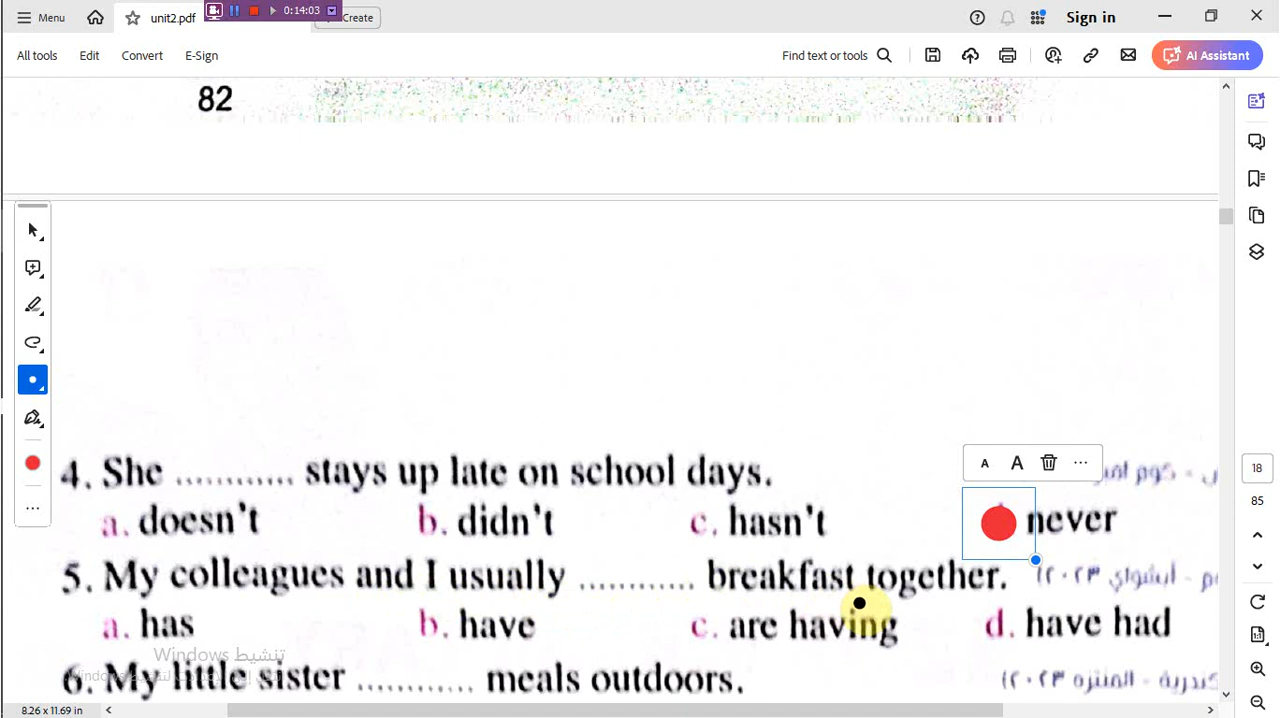 Menu
unit2.pdf
0:14:03
Create
Sign in
All tools
Edit
Convert
E-Sign
Find text or tools
AI Assistant
82
4. She ............ stays up late on school days.
a. doesn't b. didn't c. hasn't never
5. My colleagues and I usually ............ breakfast together.
a. has b. have c. are having d. have had
تنشيط Windows
6. My little sister ............ meals outdoors.
18
85
8.26 x 11.69 in